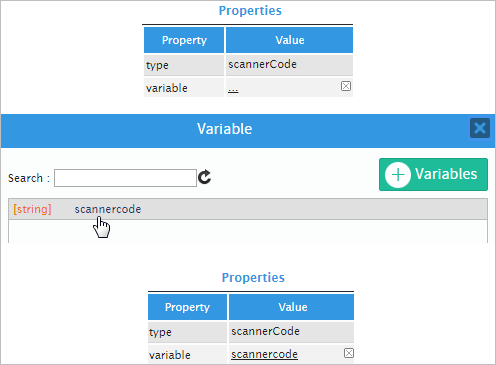 Properties
Property Value
type scannerCode
variable ...
Variable
Search :
Variables
[string] scannercode
Properties
Property Value
type scannerCode
variable scannercode